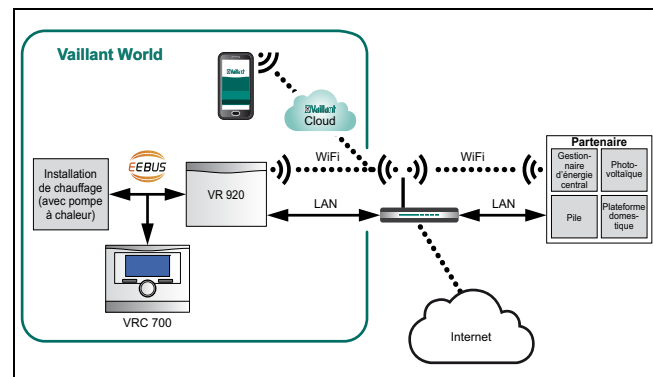 Vaillant World
Vaillant
Vaillant
Cloud
EEBUS
WiFi
WiFi
Partenaire
Gestion-
naire
d'énergie
central
Photo-
voltaïque
Installation
de chauffage
(avec pompe
à chaleur)
VR 920
LAN
LAN
Pile
Plateforme
domes-
tique
VRC 700
Internet